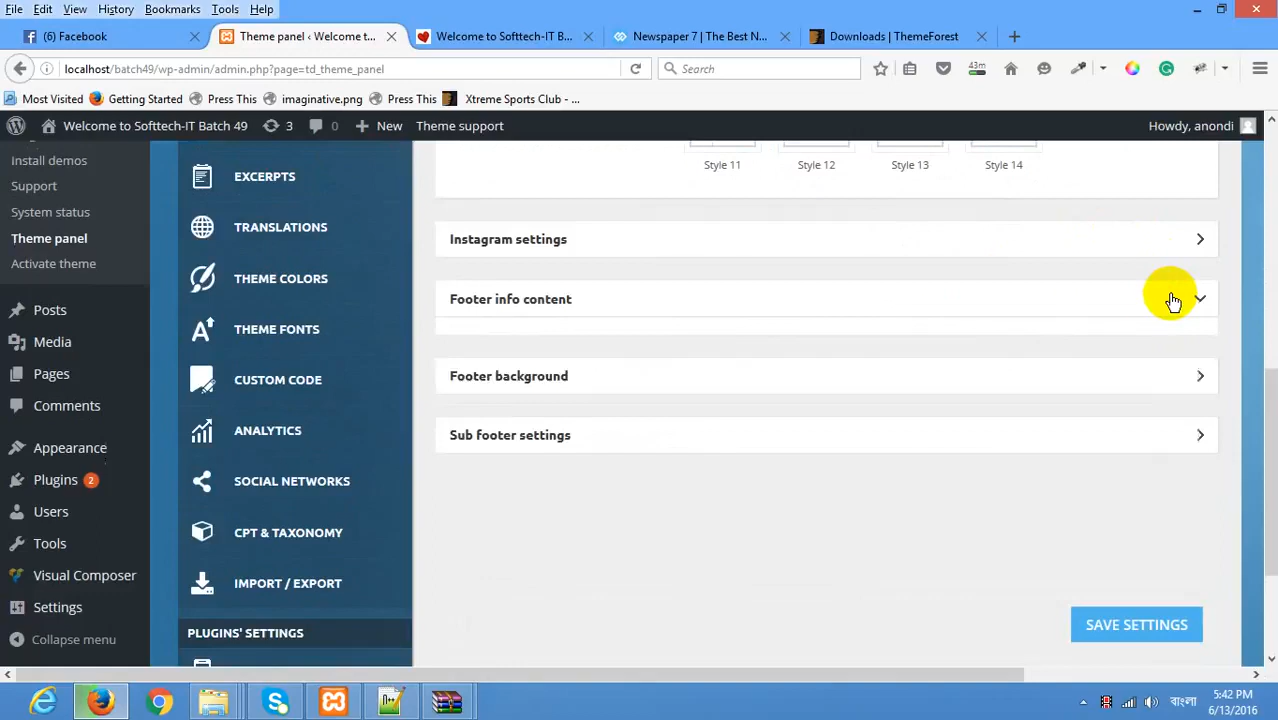 File Edit View History Bookmarks Tools Help
(6) Facebook
Theme panel ‹ Welcome t...
Welcome to Softtech-IT B...
Newspaper 7 | The Best N...
Downloads | ThemeForest
localhost/batch49/wp-admin/admin.php?page=td_theme_panel
Search
43m
Most Visited Getting Started Press This imaginative.png Press This Xtreme Sports Club - ...
Welcome to Softtech-IT Batch 49 3 0 New Theme support Howdy, anondi
Install demos
Support
System status
Theme panel
Activate theme
Posts
Media
Pages
Comments
Appearance
Plugins 2
Users
Tools
Visual Composer
Settings
Collapse menu
EXCERPTS
TRANSLATIONS
THEME COLORS
THEME FONTS
CUSTOM CODE
ANALYTICS
SOCIAL NETWORKS
CPT & TAXONOMY
IMPORT / EXPORT
PLUGINS' SETTINGS
Style 11 Style 12 Style 13 Style 14
Instagram settings
Footer info content
Footer background
Sub footer settings
SAVE SETTINGS
বাংলা
5:42 PM
6/13/2016